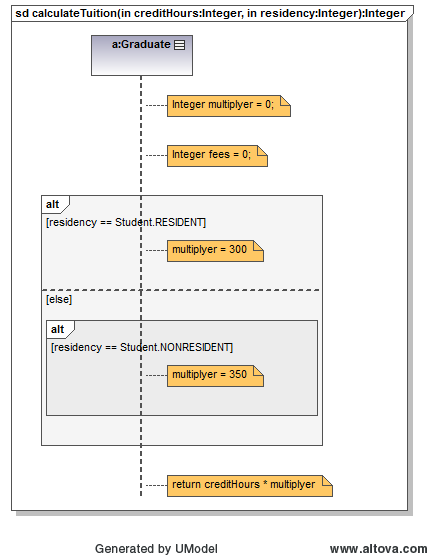 sd calculateTuition(in creditHours:Integer, in residency:Integer):Integer
a:Graduate
Integer multiplyer = 0;
Integer fees = 0;
alt
[residency == Student.RESIDENT]
multiplyer = 300
[else]
alt
[residency == Student.NONRESIDENT]
multiplyer = 350
return creditHours * multiplyer
Generated by UModel
www.altova.com